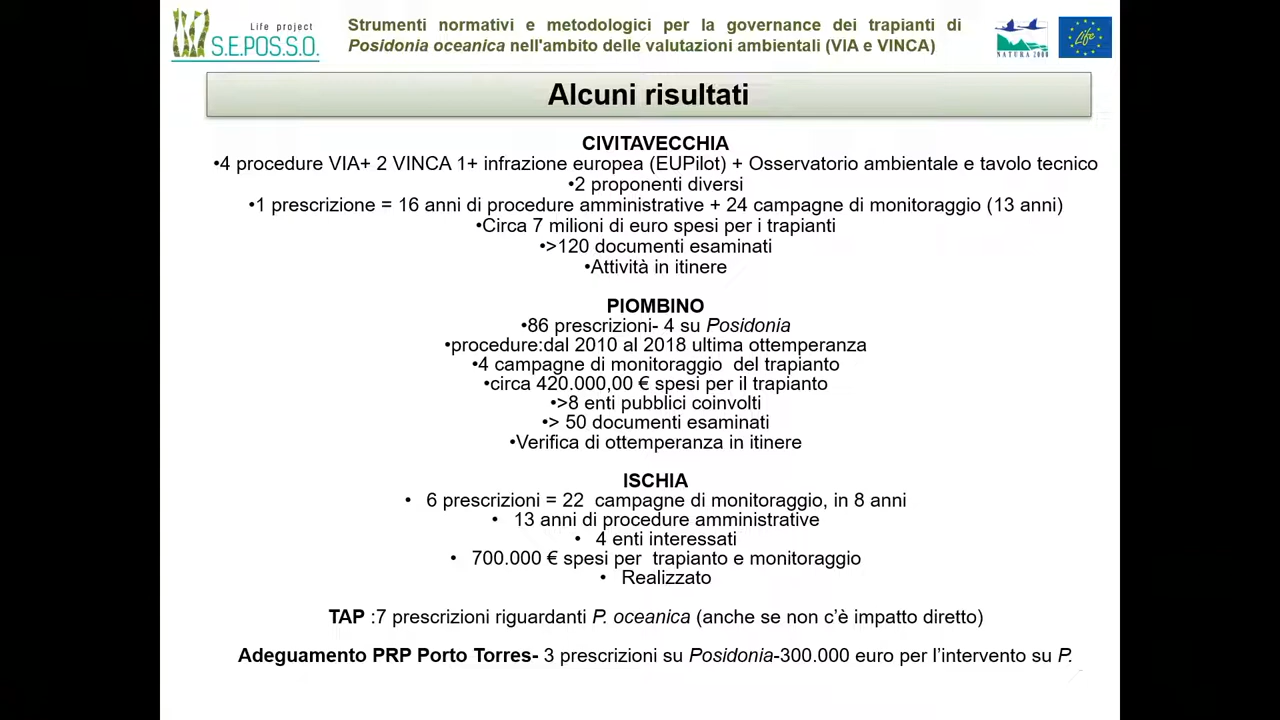 Life project
S.E.POS.S.O.
Strumenti normativi e metodologici per la governance dei trapianti di
Posidonia oceanica nell'ambito delle valutazioni ambientali (VIA e VINCA)
NATURA 2000
Life
Alcuni risultati
CIVITAVECCHIA
•4 procedure VIA+ 2 VINCA 1+ infrazione europea (EUPilot) + Osservatorio ambientale e tavolo tecnico
•2 proponenti diversi
•1 prescrizione = 16 anni di procedure amministrative + 24 campagne di monitoraggio (13 anni)
•Circa 7 milioni di euro spesi per i trapianti
•>120 documenti esaminati
•Attività in itinere
PIOMBINO
•86 prescrizioni- 4 su Posidonia
•procedure:dal 2010 al 2018 ultima ottemperanza
•4 campagne di monitoraggio  del trapianto
•circa 420.000,00 € spesi per il trapianto
•>8 enti pubblici coinvolti
•> 50 documenti esaminati
•Verifica di ottemperanza in itinere
ISCHIA
• 6 prescrizioni = 22  campagne di monitoraggio, in 8 anni
• 13 anni di procedure amministrative
• 4 enti interessati
• 700.000 € spesi per  trapianto e monitoraggio
• Realizzato
TAP :7 prescrizioni riguardanti P. oceanica (anche se non c'è impatto diretto)
Adeguamento PRP Porto Torres- 3 prescrizioni su Posidonia-300.000 euro per l'intervento su P.